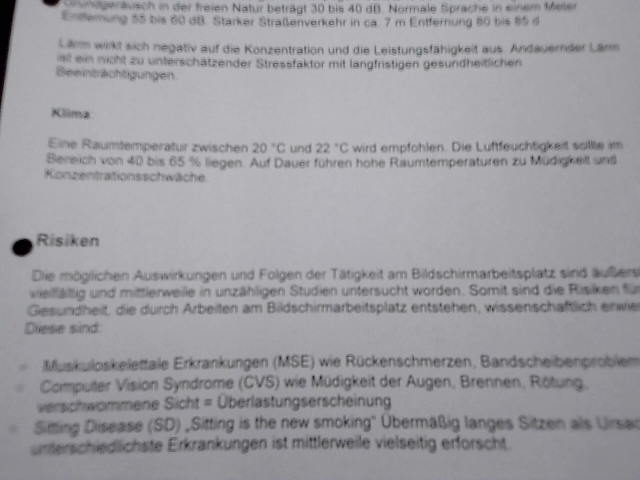 Grundgeräusch in der freien Natur beträgt 30 bis 40 dB. Normale Sprache in einem Meter
Entfernung 55 bis 60 dB. Starker Straßenverkehr in ca. 7 m Entfernung 80 bis 85 d
Lärm wirkt sich negativ auf die Konzentration und die Leistungsfähigkeit aus. Andauernder Lärm
ist ein nicht zu unterschätzender Stressfaktor mit langfristigen gesundheitlichen
Beeinträchtigungen.
Klima:
Eine Raumtemperatur zwischen 20 °C und 22 °C wird empfohlen. Die Luftfeuchtigkeit sollte im
Bereich von 40 bis 65 % liegen. Auf Dauer führen hohe Raumtemperaturen zu Müdigkeit und
Konzentrationsschwäche.
Risiken
Die möglichen Auswirkungen und Folgen der Tätigkeit am Bildschirmarbeitsplatz sind äußerst
vielfältig und mittlerweile in unzähligen Studien untersucht worden. Somit sind die Risiken für
Gesundheit, die durch Arbeiten am Bildschirmarbeitsplatz entstehen, wissenschaftlich erwie
Diese sind:
Muskuloskelettale Erkrankungen (MSE) wie Rückenschmerzen, Bandscheibenproblem
Computer Vision Syndrome (CVS) wie Müdigkeit der Augen, Brennen, Rötung,
verschwommene Sicht = Überlastungserscheinung
Sitting Disease (SD) „Sitting is the new smoking“ Übermäßig langes Sitzen als Ursac
unterschiedlichste Erkrankungen ist mittlerweile vielseitig erforscht.